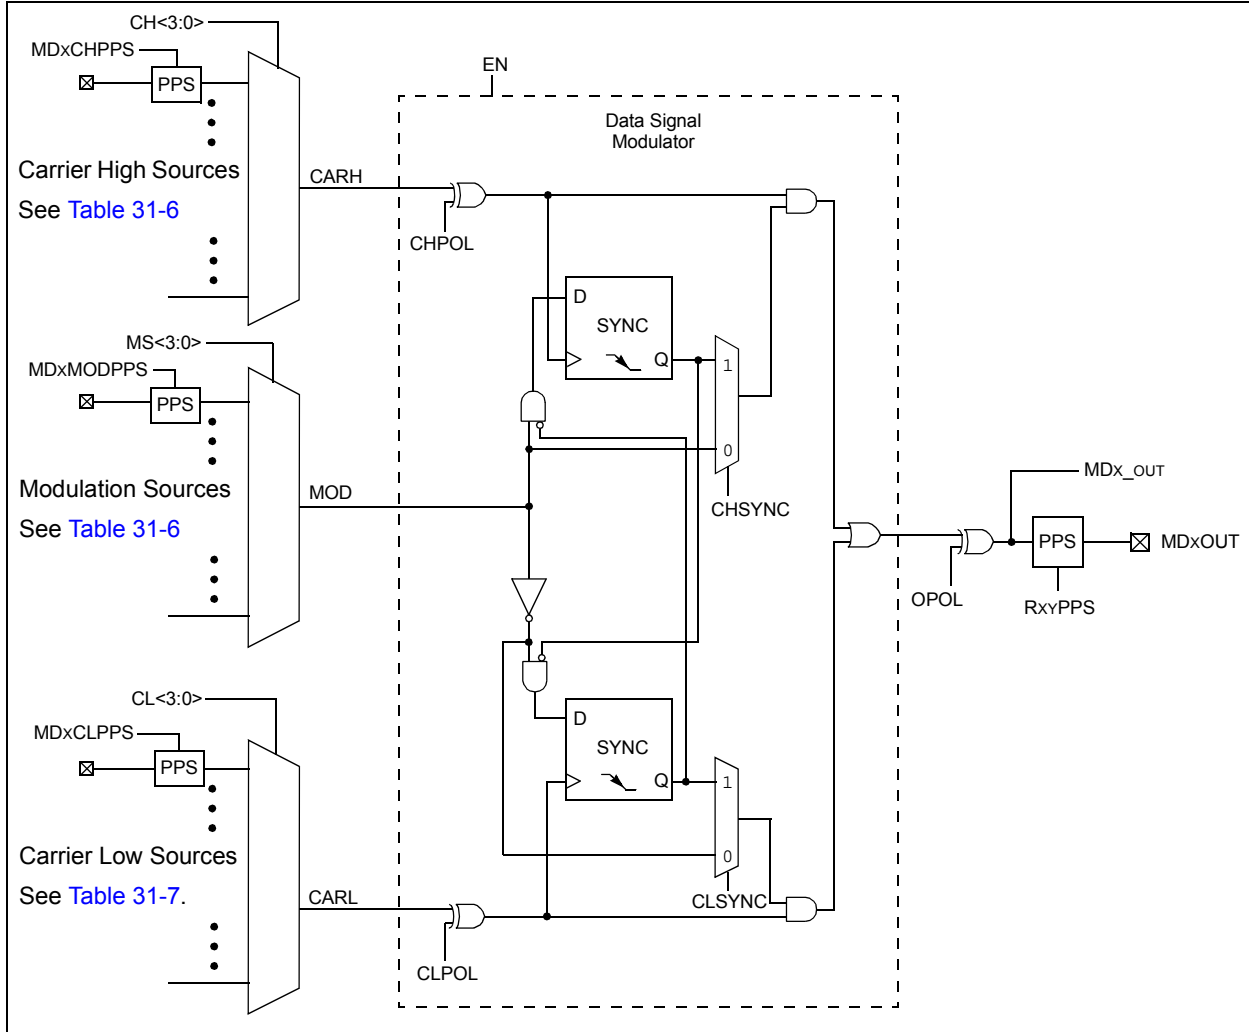 CH<3:0>
MDxCHPPS
PPS
Carrier High Sources
See Table 31-6
CARH
MS<3:0>
MDxMODPPS
PPS
Modulation Sources
See Table 31-6
MOD
CL<3:0>
MDxCLPPS
PPS
Carrier Low Sources
See Table 31-7.
CARL
EN
Data Signal
Modulator
CHPOL
D
SYNC
Q
1
0
CHSYNC
D
SYNC
Q
1
0
CLSYNC
CLPOL
OPOL
MDx_OUT
PPS
MDxOUT
RxyPPS